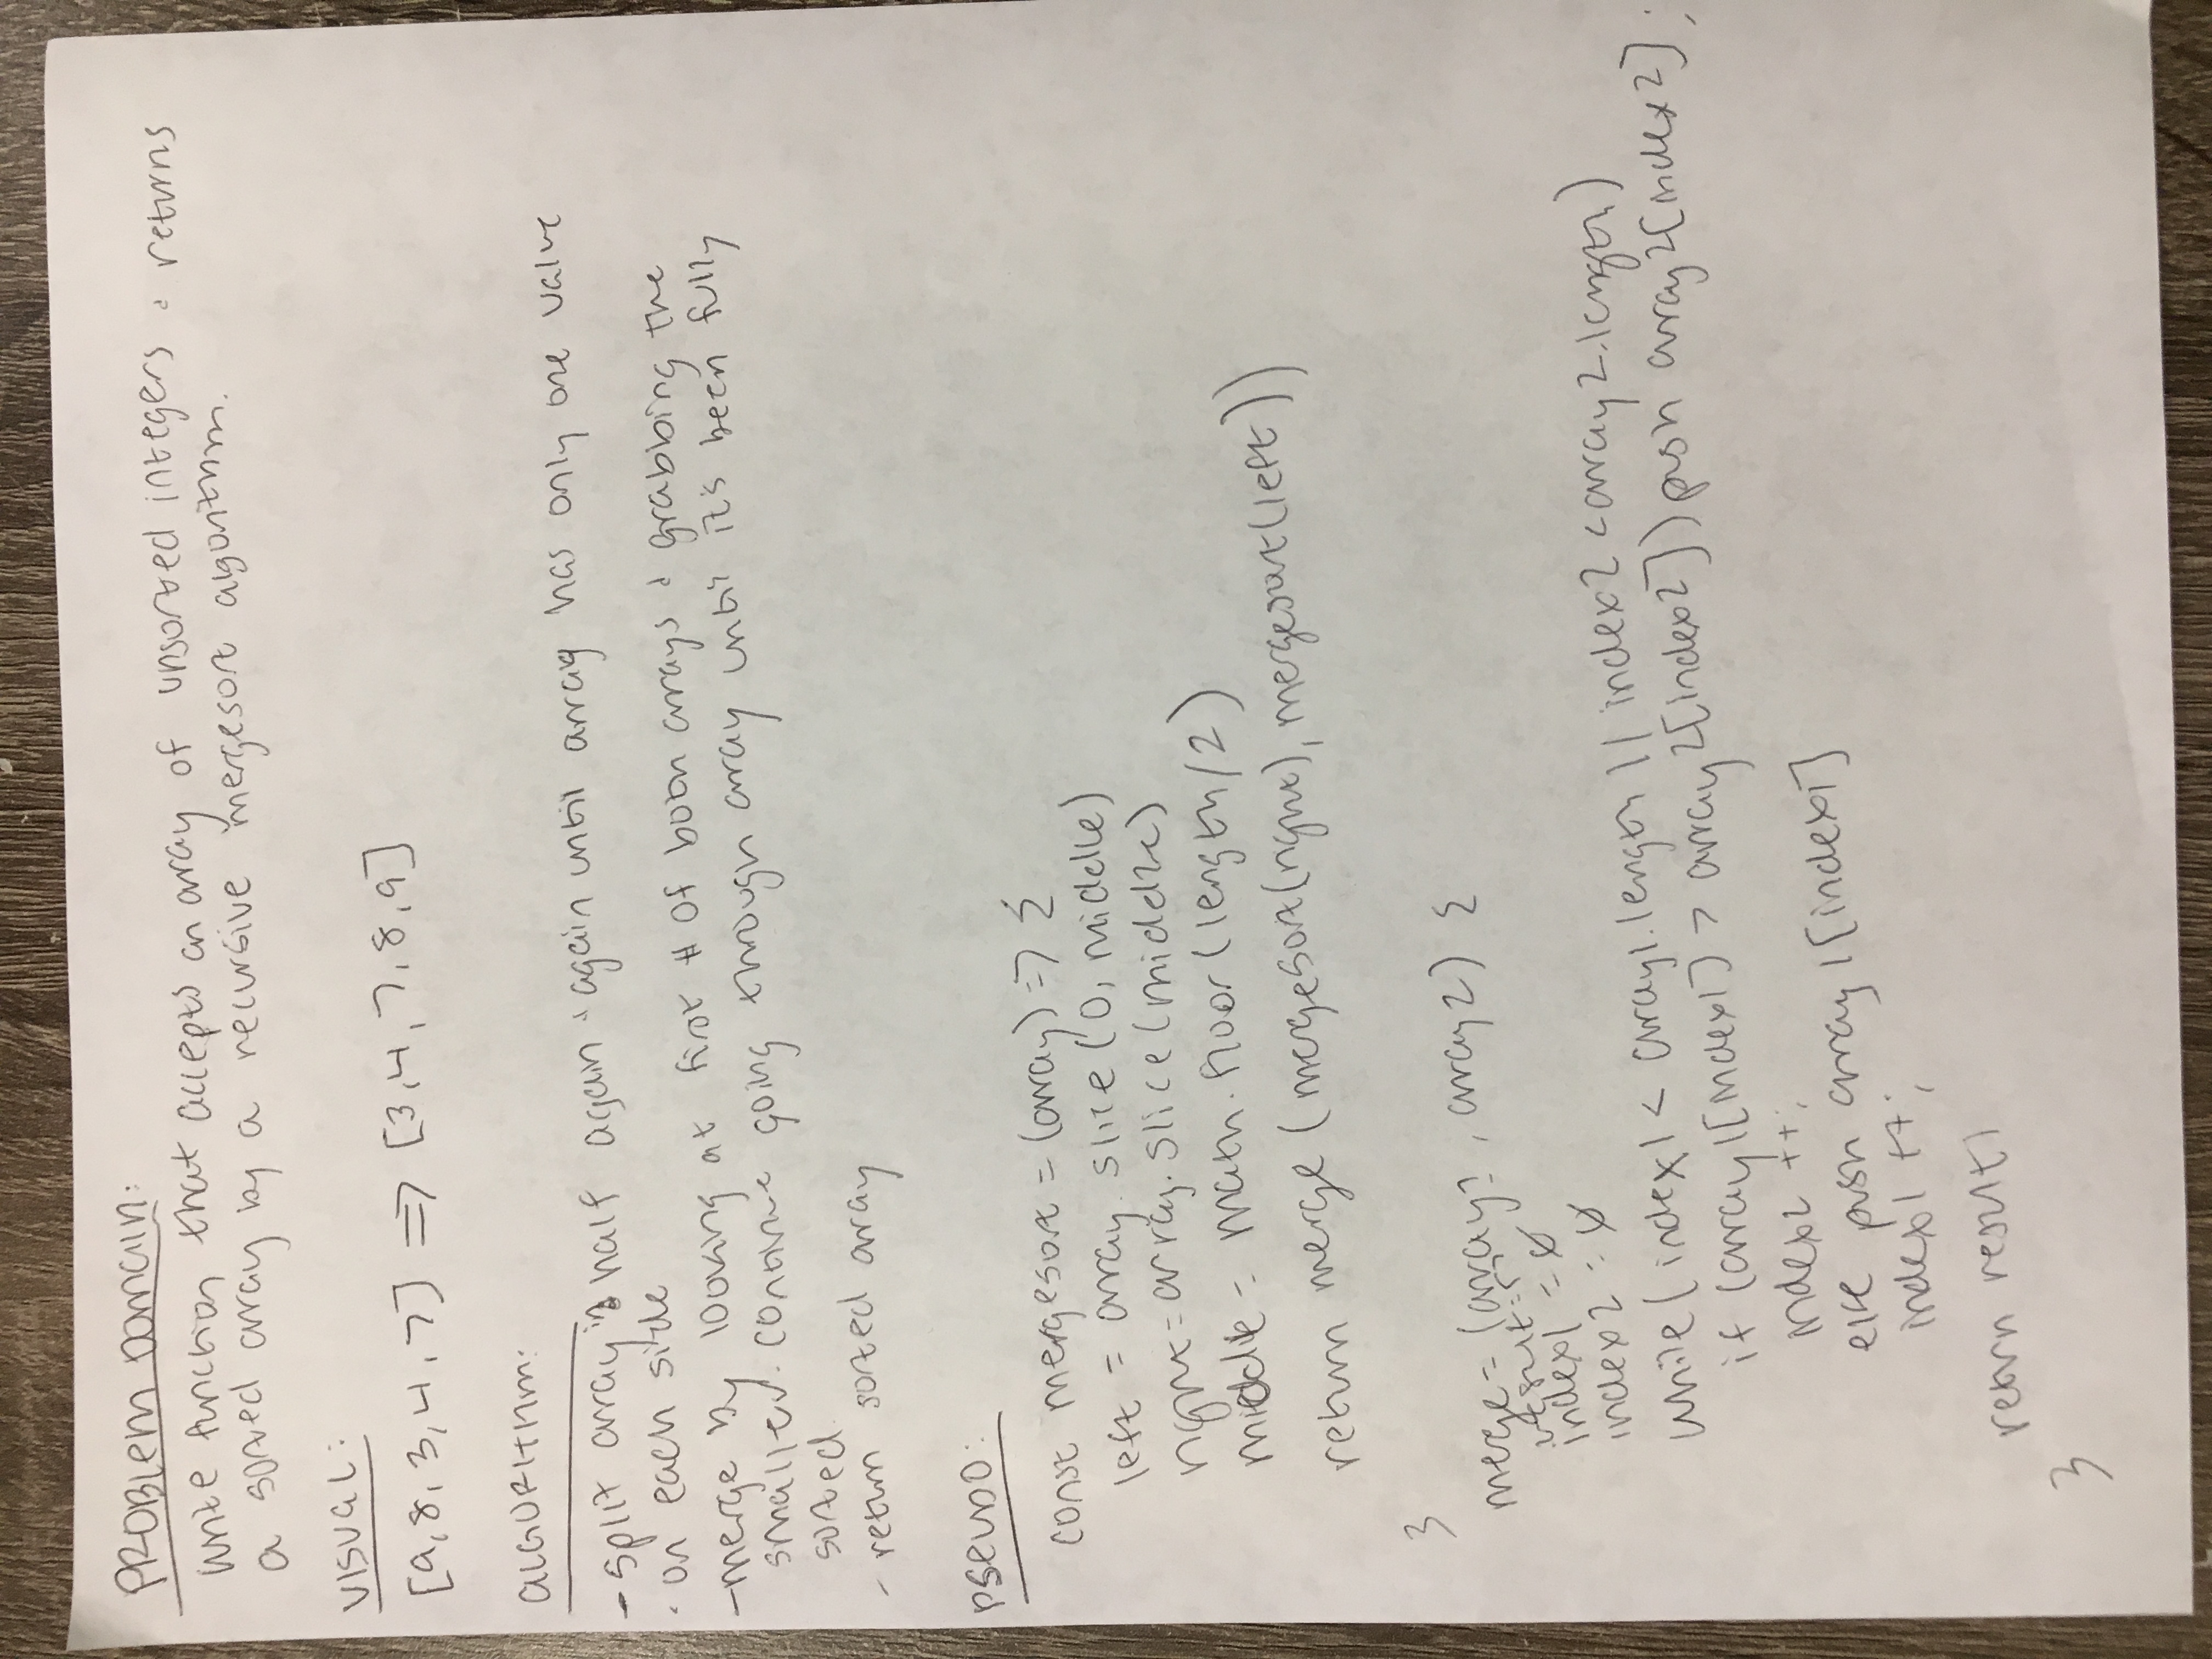 PROBLEM DOMAIN:
write function that accepts an array of unsorted integers & returns
a sorted array by a recursive mergesort algorithm.
VISUAL:
[9,8,3,4,7] => [3,4,7,8,9]
ALGORITHM:
- split array in half again & again until array has only one value
· on each side
- merge by looking at first # of both arrays & grabbing the
smaller. continue going through array until it's been fully
sorted.
- return sorted array
PSEUDO:
const mergesort = (array) => {
left = array.slice(0, middle)
right = array.slice(middle)
middle = math.floor(length/2)
return merge (mergesort(right), mergesort(left))
}
merge = (array1, array2) {
result = []
index1 = 0
index2 = 0
while(index1 < array1.length || index2 < array2.length)
if (array1[index1] > array2[index2]) push array2[index2];
index2 ++;
else push array1[index1]
index1 ++;
return result;
}